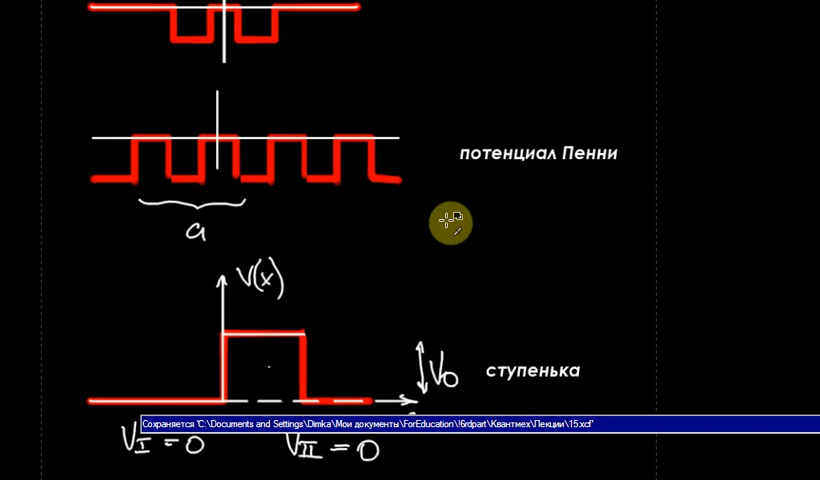 потенциал Пенни
a
V(x)
V0
ступенька
Сохраняется 'C:\Documents and Settings\Dimka\Мои документы\ForEducation\!6rdpart\Квантмех\Лекции\15.xcf'
VI = 0
VII = 0